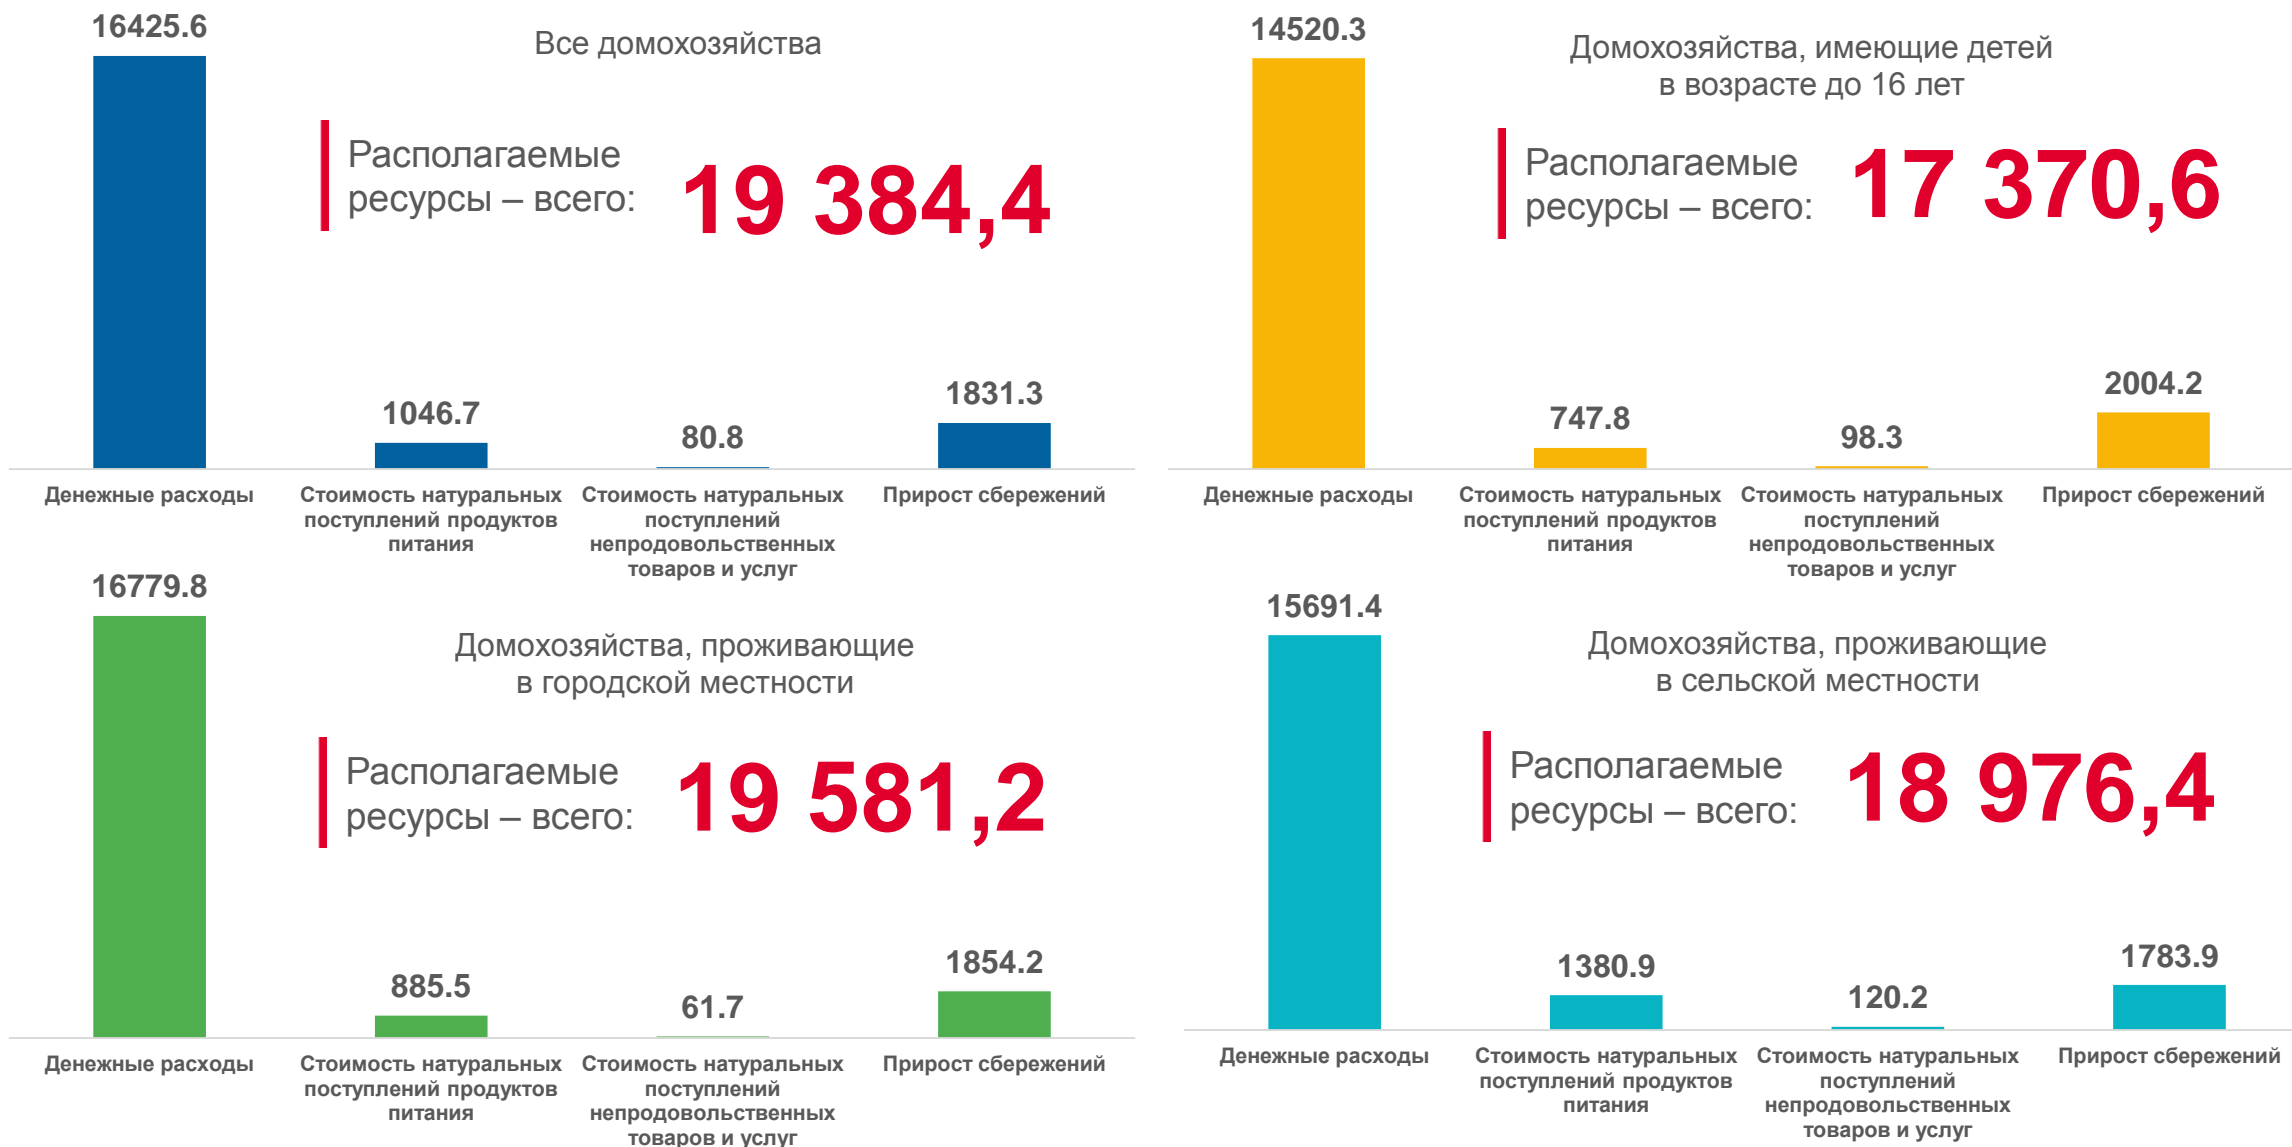 16425.6
Все домохозяйства
Располагаемые
ресурсы – всего:
19 384,4
1046.7
80.8
1831.3
Денежные расходы
Стоимость натуральных
поступлений продуктов
питания
Стоимость натуральных
поступлений
непродовольственных
товаров и услуг
Прирост сбережений
14520.3
Домохозяйства, имеющие детей
в возрасте до 16 лет
Располагаемые
ресурсы – всего:
17 370,6
747.8
98.3
2004.2
Денежные расходы
Стоимость натуральных
поступлений продуктов
питания
Стоимость натуральных
поступлений
непродовольственных
товаров и услуг
Прирост сбережений
16779.8
Домохозяйства, проживающие
в городской местности
Располагаемые
ресурсы – всего:
19 581,2
885.5
61.7
1854.2
Денежные расходы
Стоимость натуральных
поступлений продуктов
питания
Стоимость натуральных
поступлений
непродовольственных
товаров и услуг
Прирост сбережений
15691.4
Домохозяйства, проживающие
в сельской местности
Располагаемые
ресурсы – всего:
18 976,4
1380.9
120.2
1783.9
Денежные расходы
Стоимость натуральных
поступлений продуктов
питания
Стоимость натуральных
поступлений
непродовольственных
товаров и услуг
Прирост сбережений